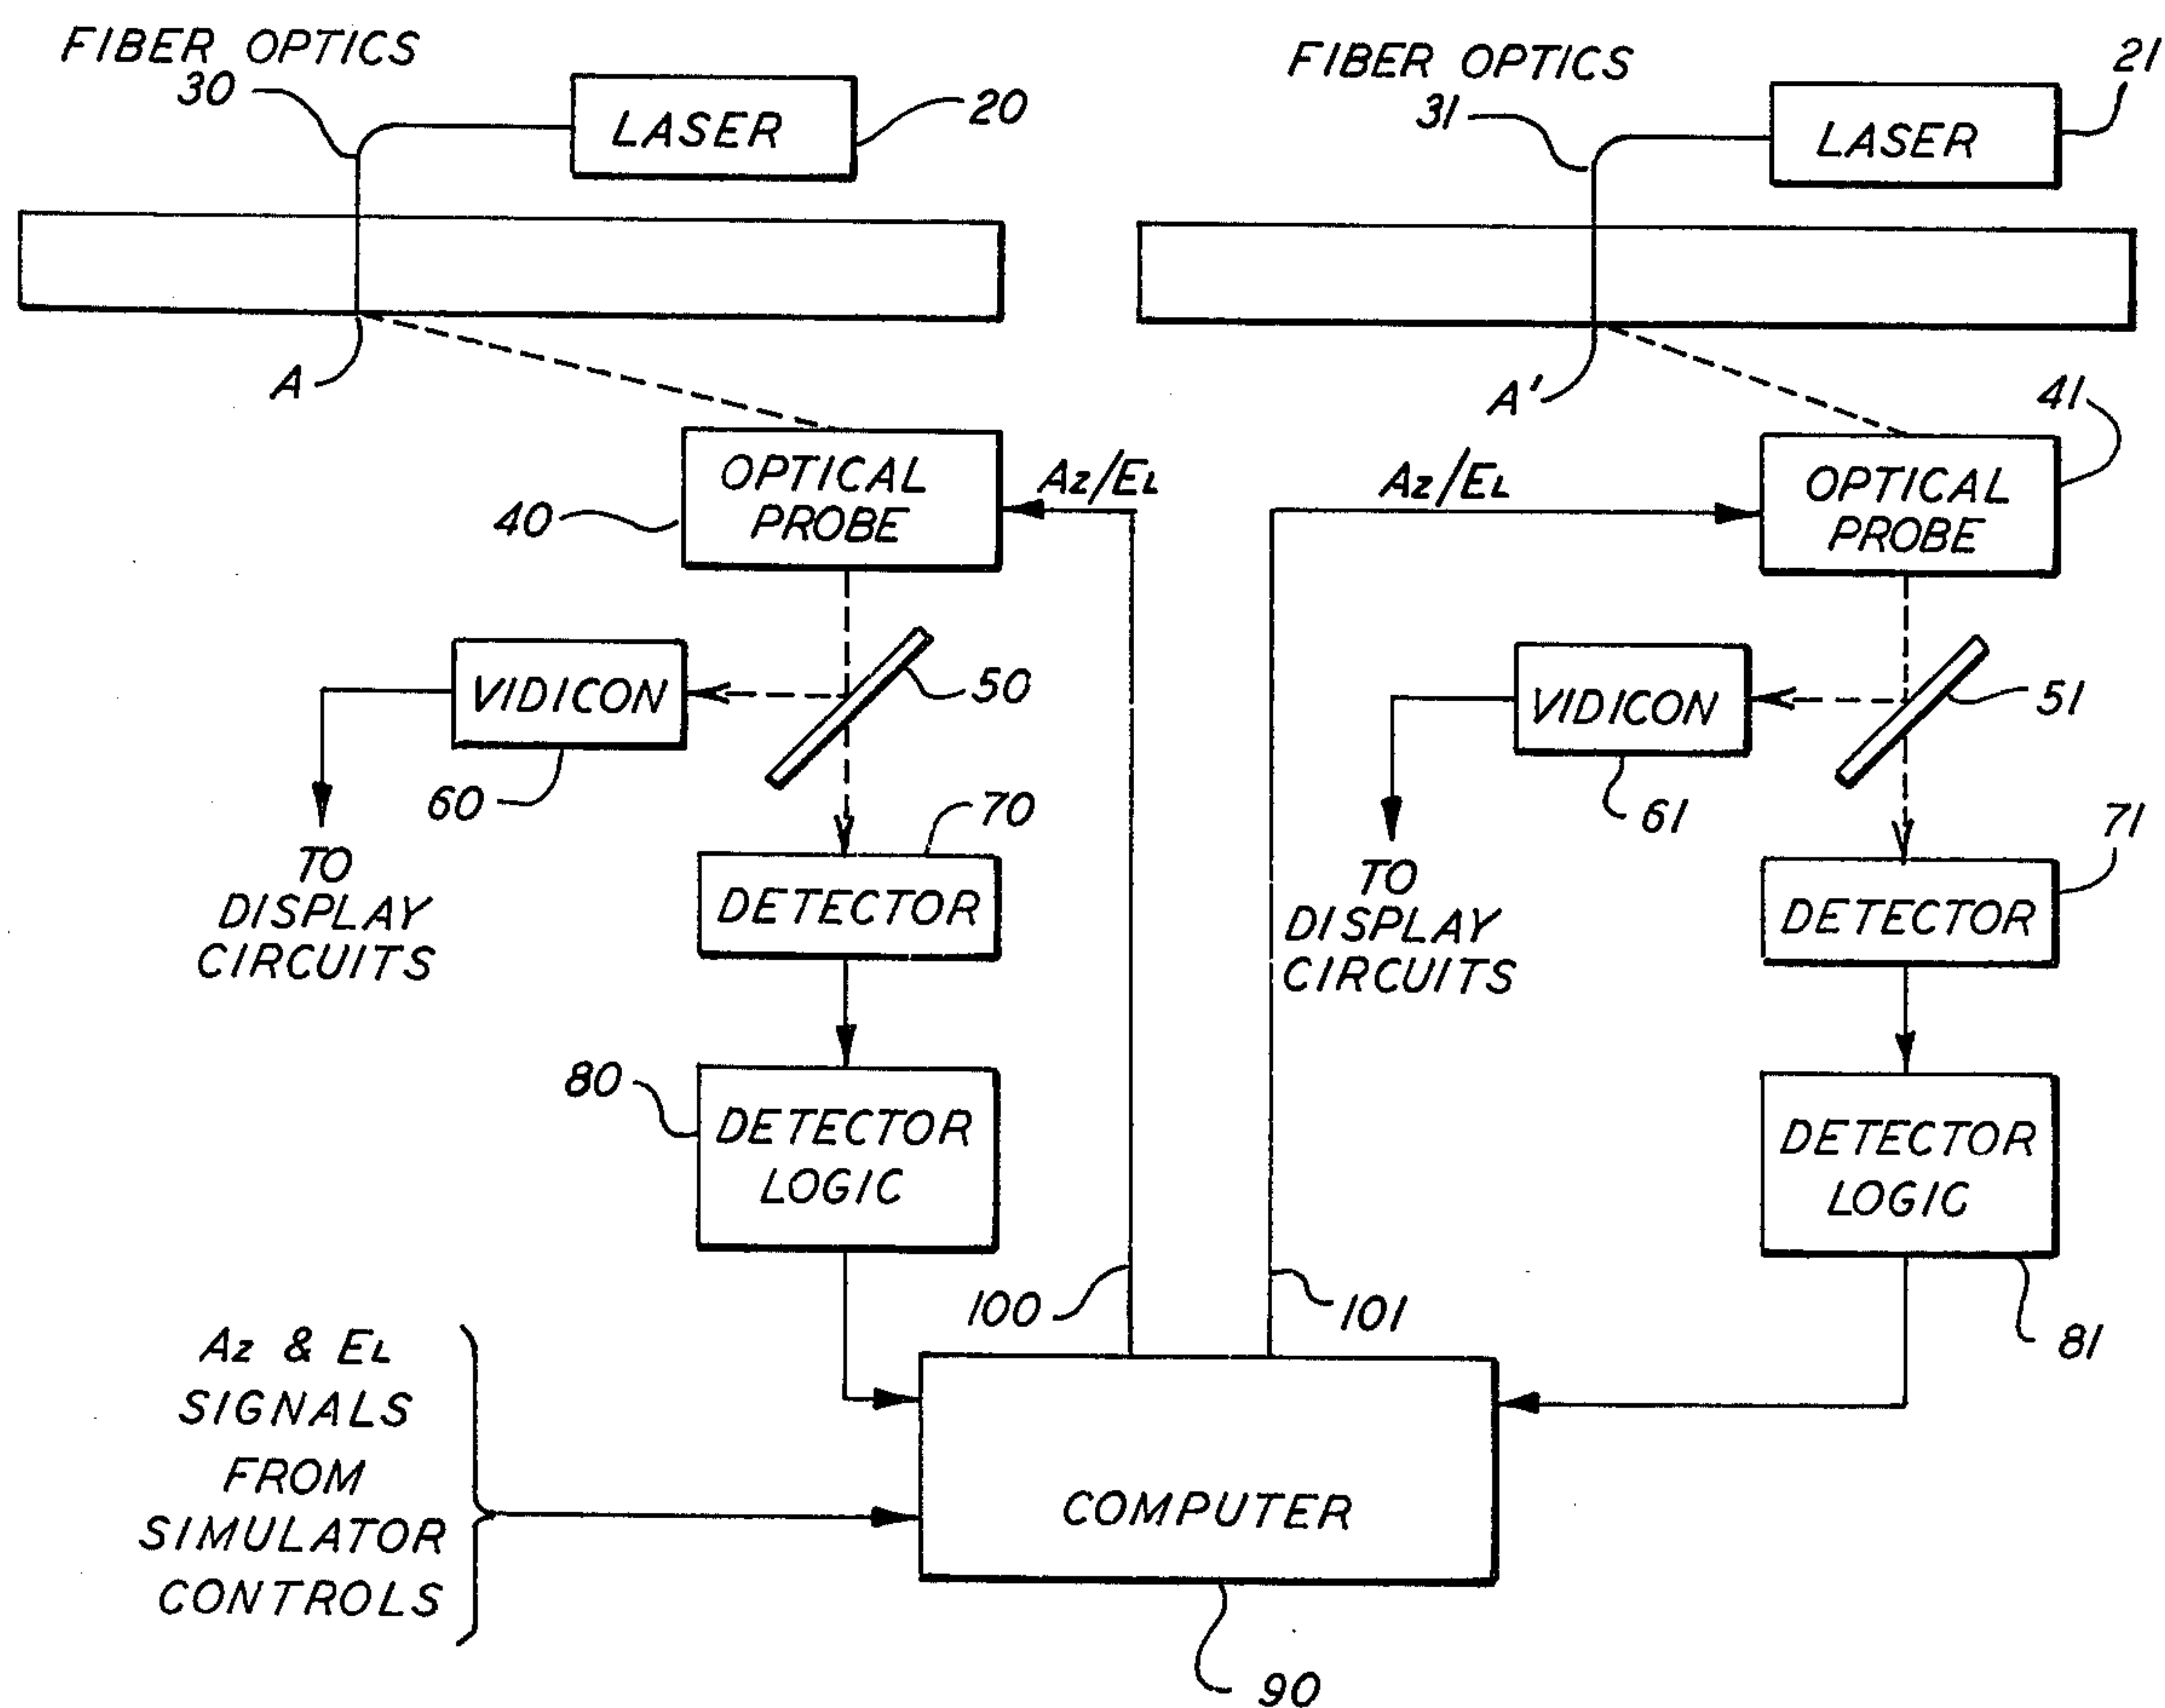 FIBER OPTICS
30
LASER
20
A
OPTICAL
PROBE
40
Az/EL
50
VIDICON
60
TO
DISPLAY
CIRCUITS
70
DETECTOR
80
DETECTOR
LOGIC
100
FIBER OPTICS
31
LASER
21
A'
41
OPTICAL
PROBE
Az/EL
51
VIDICON
61
TO
DISPLAY
CIRCUITS
71
DETECTOR
DETECTOR
LOGIC
81
101
Az & EL
SIGNALS
FROM
SIMULATOR
CONTROLS
COMPUTER
90